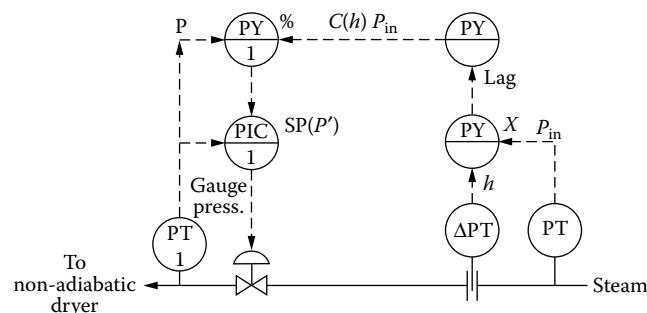 P
PY
1
%
C(h) P_in
PY
Lag
PIC
1
SP(P′)
PY
X
P_in
Gauge
press.
h
PT
1
ΔPT
PT
To
non-adiabatic
dryer
Steam